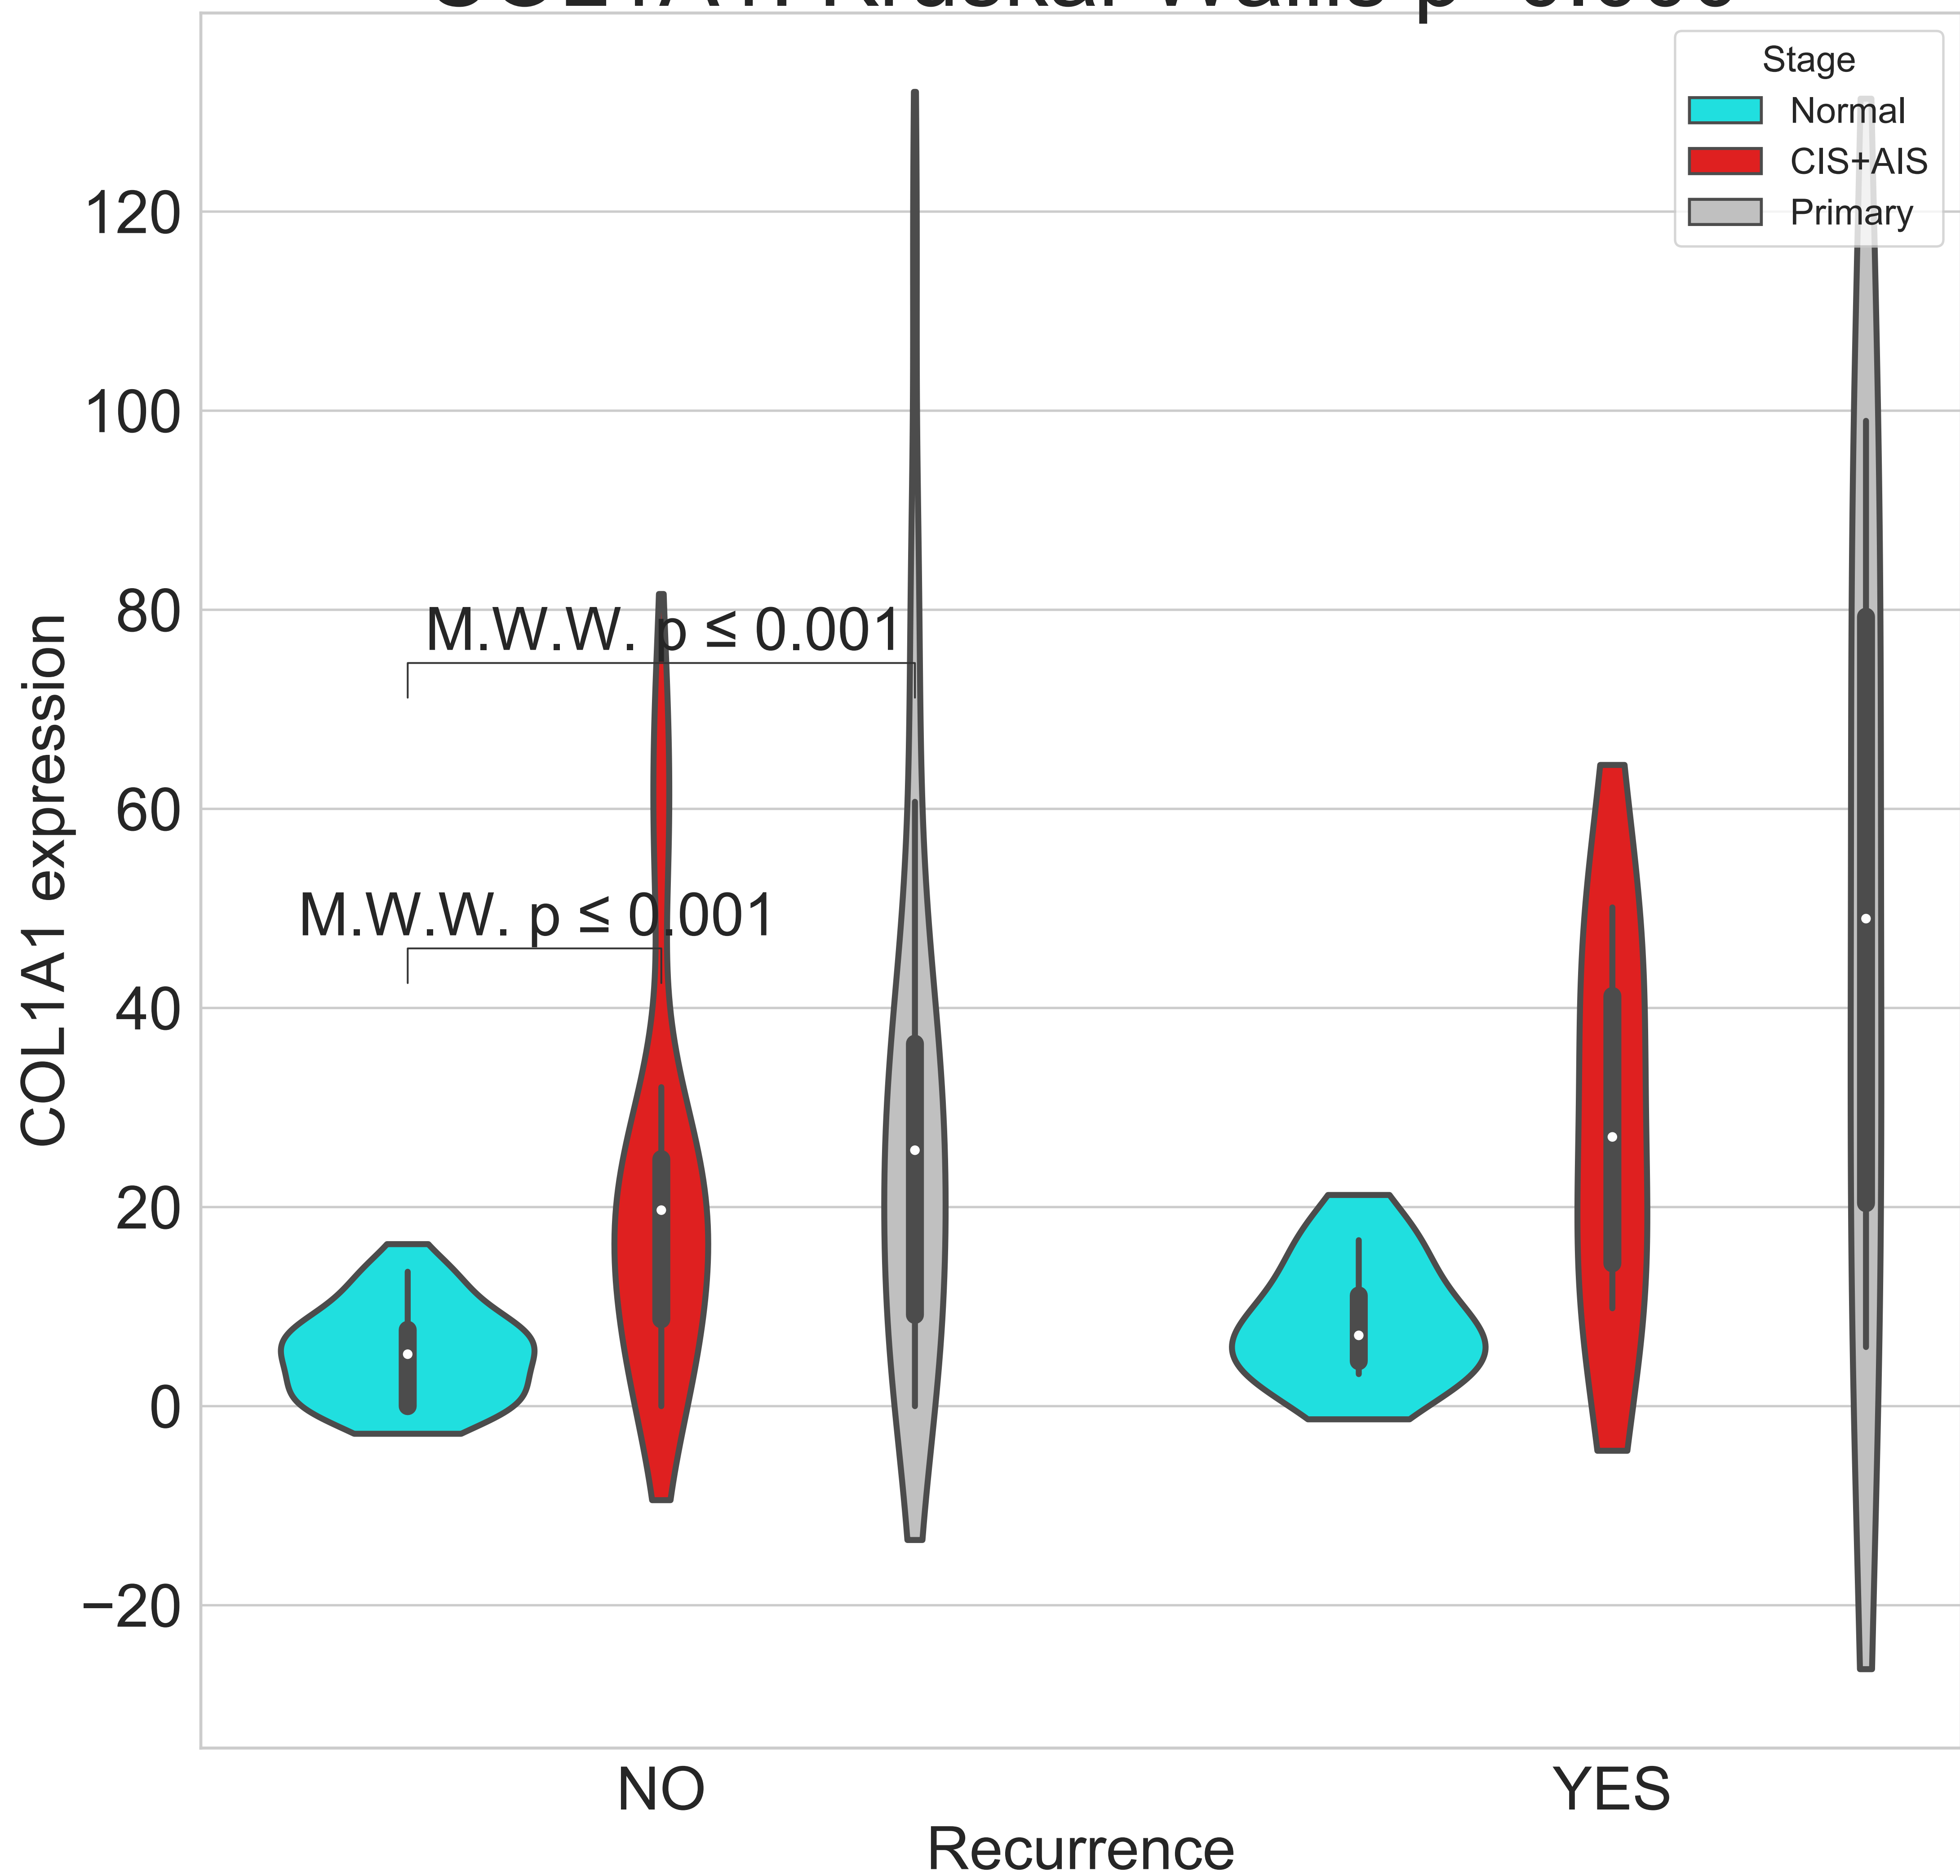 Stage
Normal
CIS+AIS
Primary
120
100
80
60
40
20
0
−20
COL1A1 expression
M.W.W. p ≤ 0.001
M.W.W. p ≤ 0.001
NO
YES
Recurrence